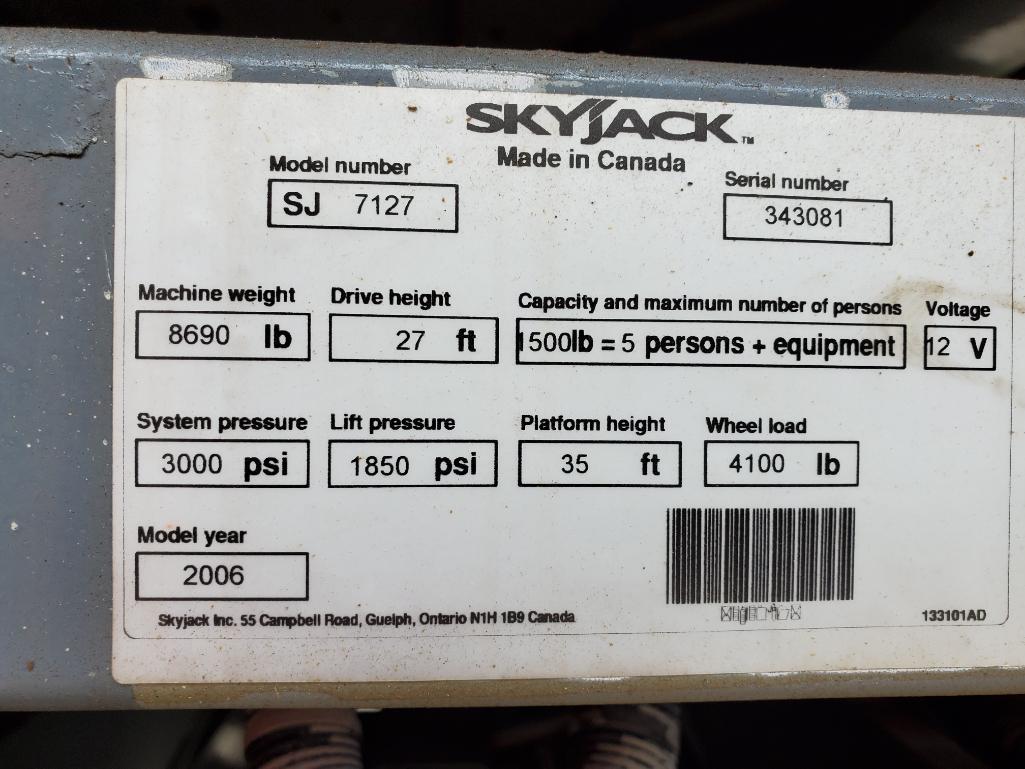 SKYJACK™
Made in Canada
Model number
SJ 7127
Serial number
343081
Machine weight
8690 lb
Drive height
27 ft
Capacity and maximum number of persons
1500lb = 5 persons + equipment
Voltage
12 V
System pressure
3000 psi
Lift pressure
1850 psi
Platform height
35 ft
Wheel load
4100 lb
Model year
2006
Skyjack Inc. 55 Campbell Road, Guelph, Ontario N1H 1B9 Canada
133101AD